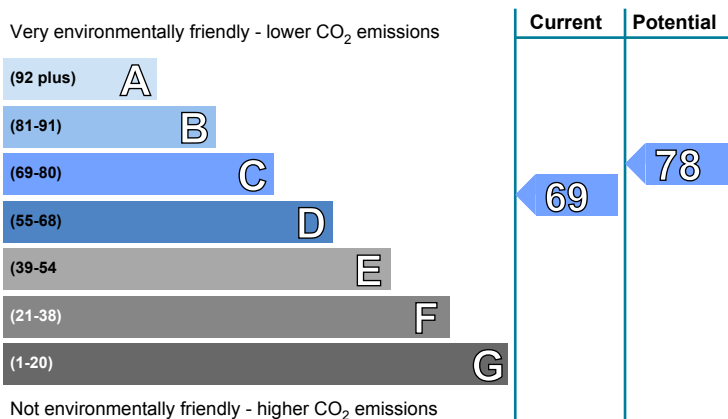 Current Potential
Very environmentally friendly - lower CO2 emissions
(92 plus) A
(81-91) B
(69-80) C
(55-68) D
(39-54 E
(21-38) F
(1-20) G
69
78
Not environmentally friendly - higher CO2 emissions